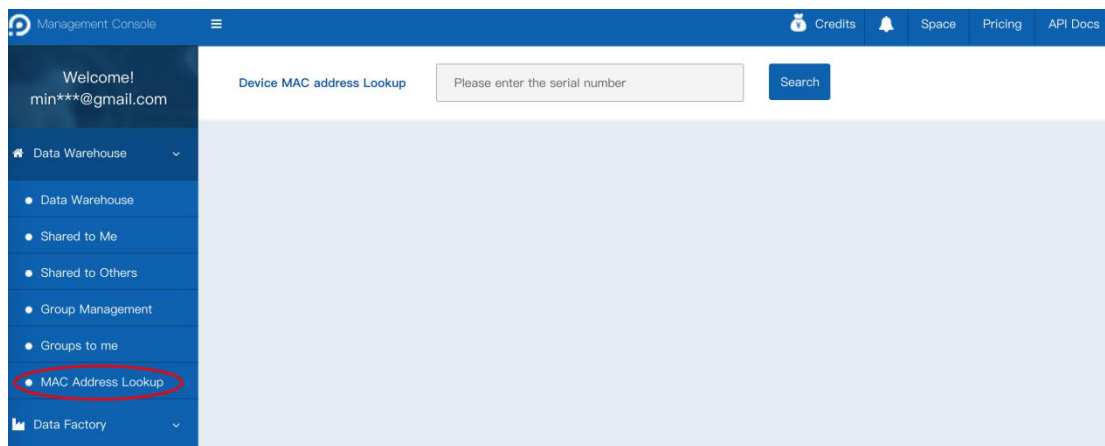 Management Console
Credits
Space
Pricing
API Docs
Welcome!
min***@gmail.com
Device MAC address Lookup
Please enter the serial number
Search
Data Warehouse
Data Warehouse
Shared to Me
Shared to Others
Group Management
Groups to me
MAC Address Lookup
Data Factory